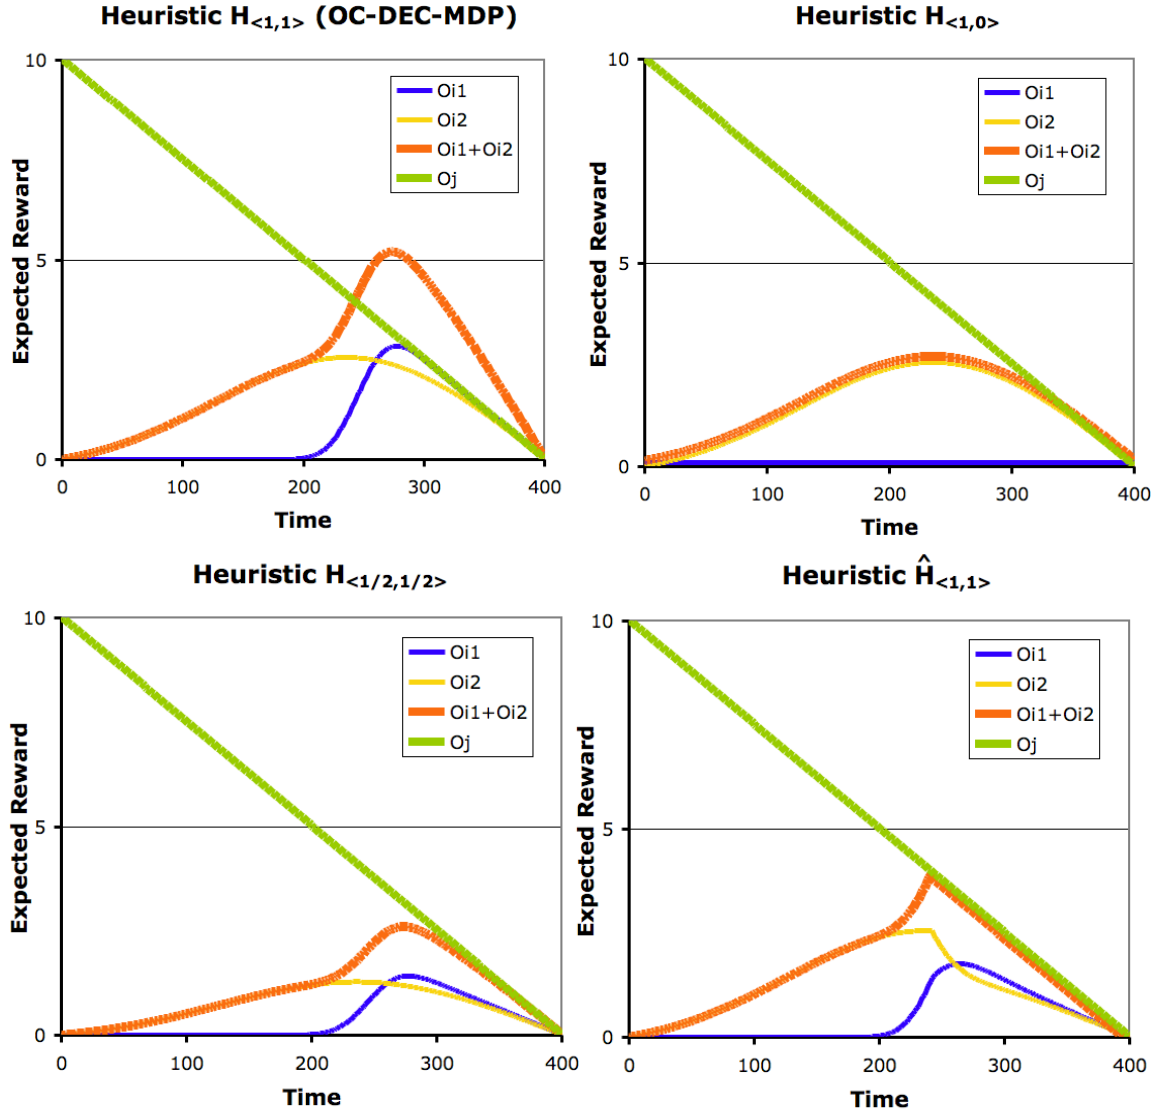 Heuristic H<1,1> (OC-DEC-MDP)
10
5
0
0 100 200 300 400
Expected Reward
Time
Oi1
Oi2
Oi1+Oi2
Oj
Heuristic H<1,0>
10
5
0
0 100 200 300 400
Expected Reward
Time
Oi1
Oi2
Oi1+Oi2
Oj
Heuristic H<1/2,1/2>
10
5
0
0 100 200 300 400
Expected Reward
Time
Oi1
Oi2
Oi1+Oi2
Oj
Heuristic Ĥ<1,1>
10
5
0
0 100 200 300 400
Expected Reward
Time
Oi1
Oi2
Oi1+Oi2
Oj